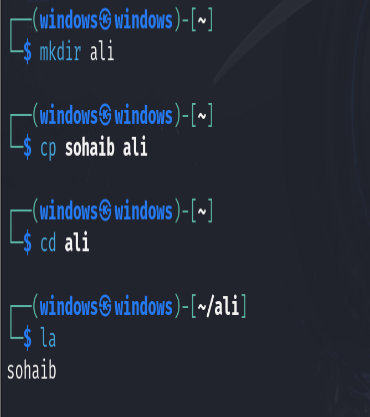 ┌──(windows㉿windows)-[~]
└─$ mkdir ali
┌──(windows㉿windows)-[~]
└─$ cp sohaib ali
┌──(windows㉿windows)-[~]
└─$ cd ali
┌──(windows㉿windows)-[~/ali]
└─$ la
sohaib